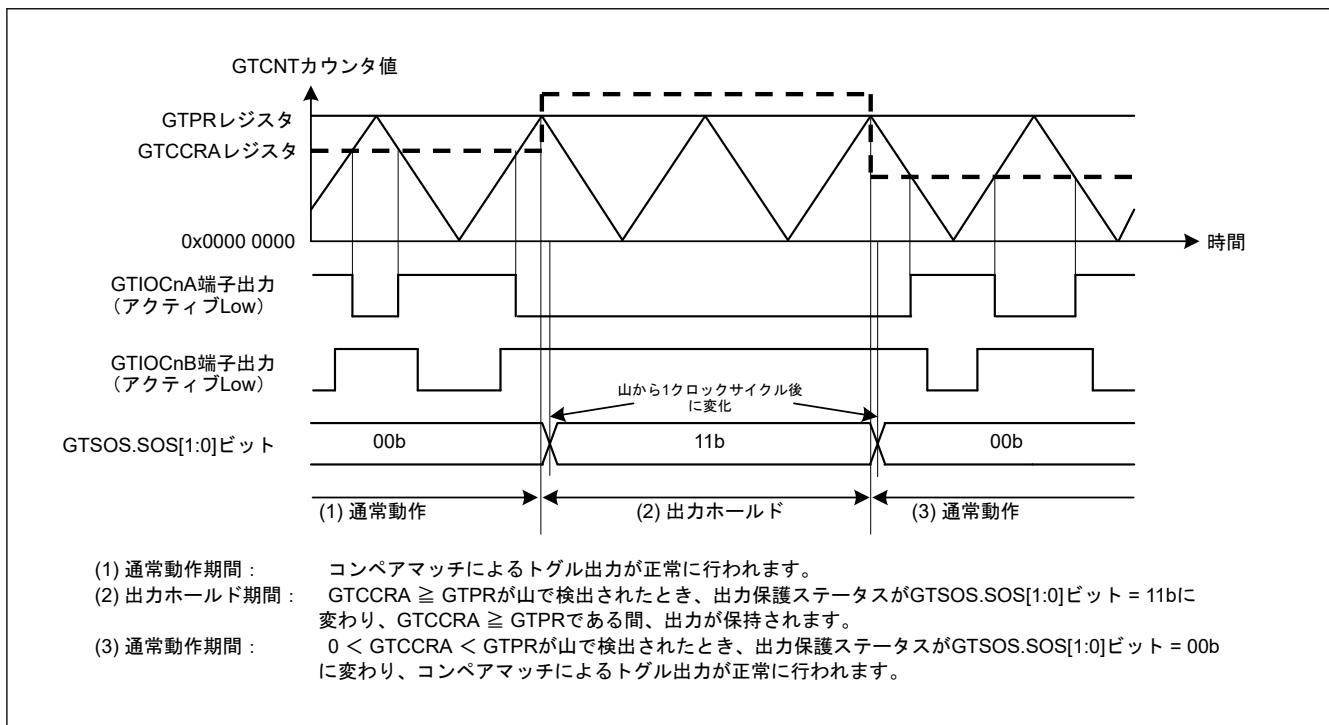 GTCNTカウンタ値
GTPRレジスタ
GTCCRAレジスタ
0x0000 0000
時間
GTIOCnA端子出力
（アクティブLow）
GTIOCnB端子出力
（アクティブLow）
山から1クロックサイクル後
に変化
GTSOS.SOS[1:0]ビット
00b
11b
00b
(1) 通常動作
(2) 出力ホールド
(3) 通常動作
(1) 通常動作期間： コンペアマッチによるトグル出力が正常に行われます。
(2) 出力ホールド期間： GTCCRA ≧ GTPRが山で検出されたとき、出力保護ステータスがGTSOS.SOS[1:0]ビット = 11bに
変わり、GTCCRA ≧ GTPRである間、出力が保持されます。
(3) 通常動作期間： 0 ＜ GTCCRA ＜ GTPRが山で検出されたとき、出力保護ステータスがGTSOS.SOS[1:0]ビット = 00b
に変わり、コンペアマッチによるトグル出力が正常に行われます。